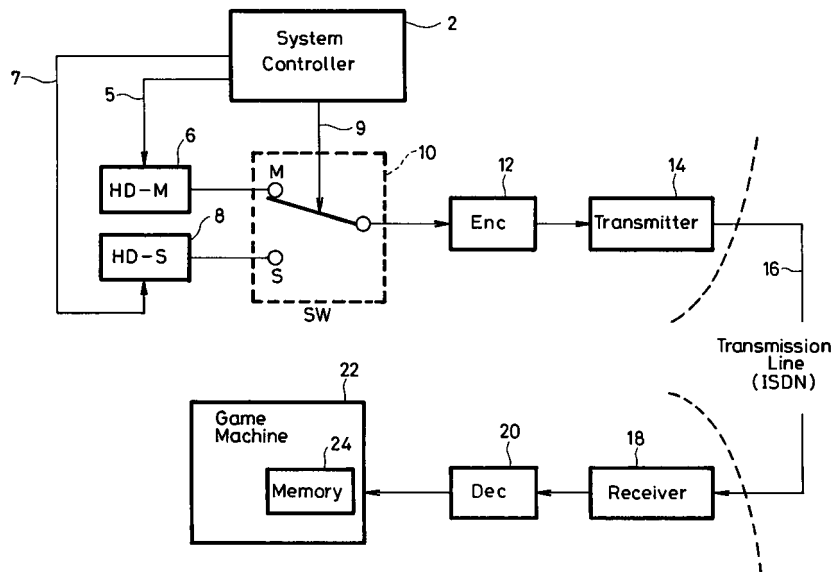 System
Controller
2
7
5
9
6
10
M
HD-M
12
14
8
Enc
Transmitter
HD-S
S
16
SW
Transmission
Line
(ISDN)
22
Game
Machine
24
20
18
Memory
Dec
Receiver